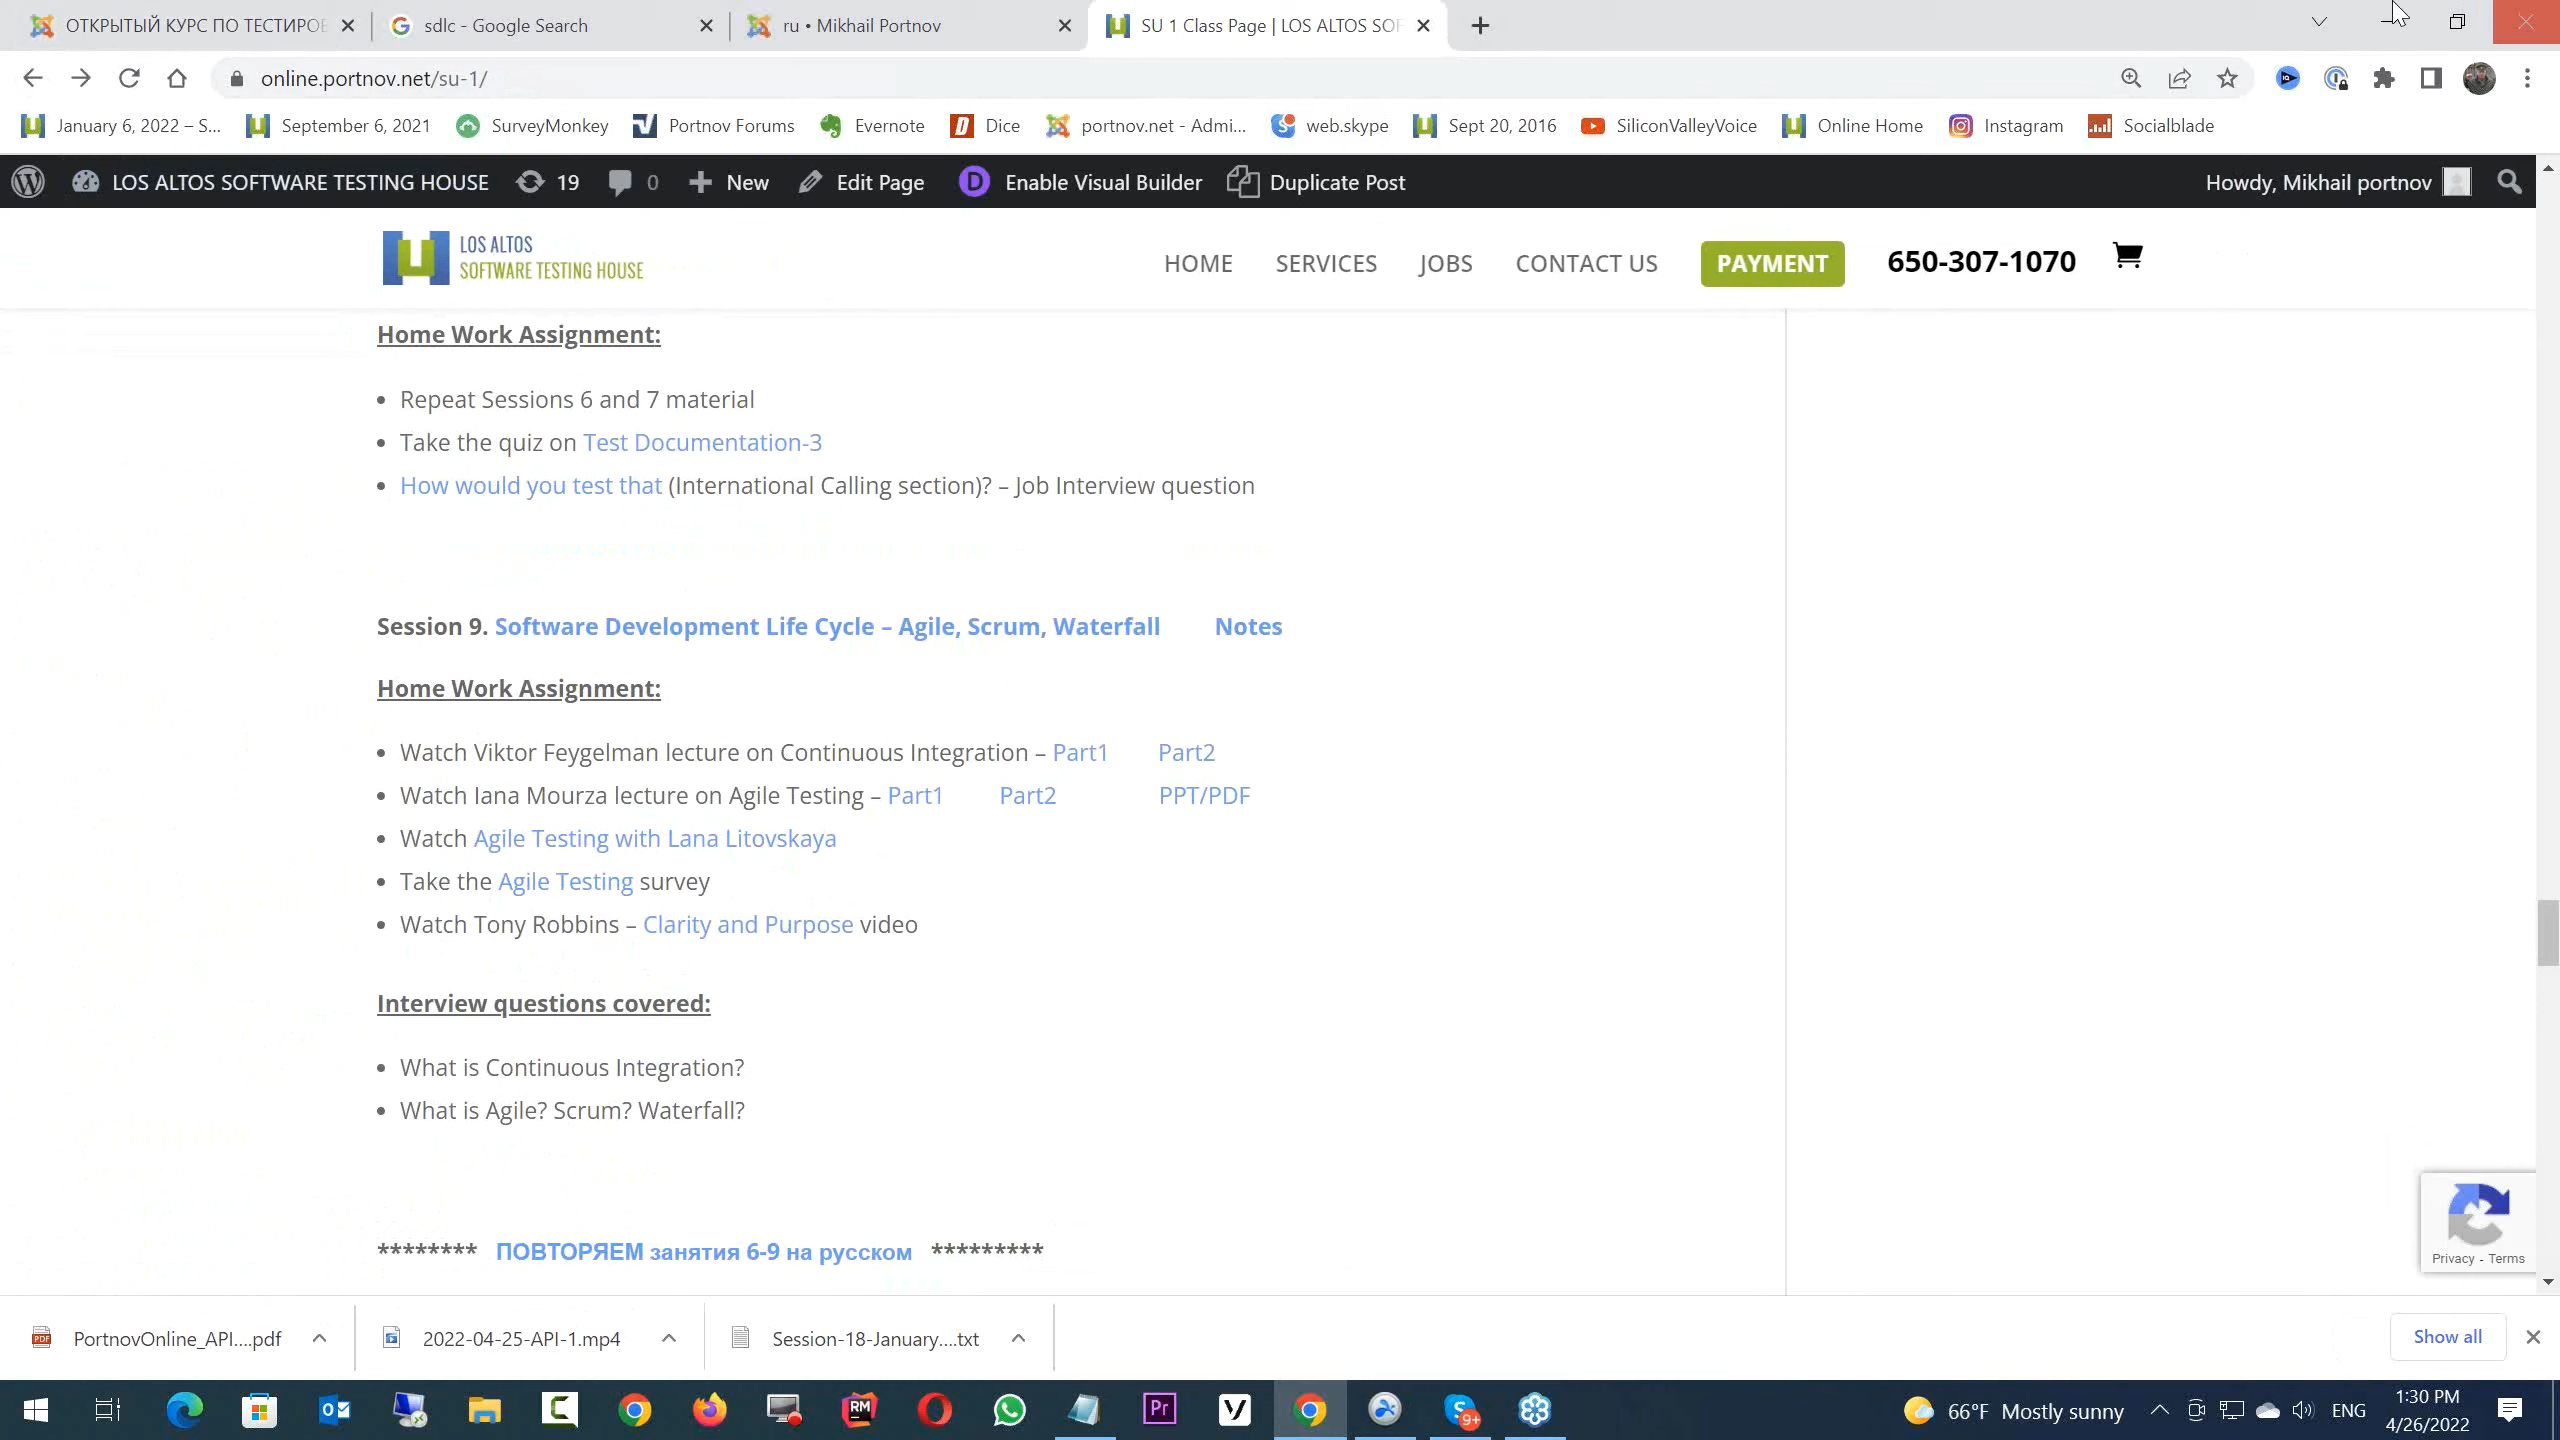 ОТКРЫТЫЙ КУРС ПО ТЕСТИРОВ
sdlc - Google Search
ru • Mikhail Portnov
SU 1 Class Page | LOS ALTOS SOF
online.portnov.net/su-1/
January 6, 2022 – S...
September 6, 2021
SurveyMonkey
Portnov Forums
Evernote
Dice
portnov.net - Admi...
web.skype
Sept 20, 2016
SiliconValleyVoice
Online Home
Instagram
Socialblade
LOS ALTOS SOFTWARE TESTING HOUSE
19
0
New
Edit Page
D
Enable Visual Builder
Duplicate Post
Howdy, Mikhail portnov
LOS ALTOS
SOFTWARE TESTING HOUSE
HOME
SERVICES
JOBS
CONTACT US
PAYMENT
650-307-1070
Home Work Assignment:
• Repeat Sessions 6 and 7 material
• Take the quiz on Test Documentation-3
• How would you test that (International Calling section)? – Job Interview question
Session 9. Software Development Life Cycle – Agile, Scrum, Waterfall Notes
Home Work Assignment:
• Watch Viktor Feygelman lecture on Continuous Integration – Part1 Part2
• Watch Iana Mourza lecture on Agile Testing – Part1 Part2 PPT/PDF
• Watch Agile Testing with Lana Litovskaya
• Take the Agile Testing survey
• Watch Tony Robbins – Clarity and Purpose video
Interview questions covered:
• What is Continuous Integration?
• What is Agile? Scrum? Waterfall?
******** ПОВТОРЯЕМ занятия 6-9 на русском *********
Privacy - Terms
PortnovOnline_API....pdf
2022-04-25-API-1.mp4
Session-18-January....txt
Show all
66°F Mostly sunny
ENG
1:30 PM
4/26/2022